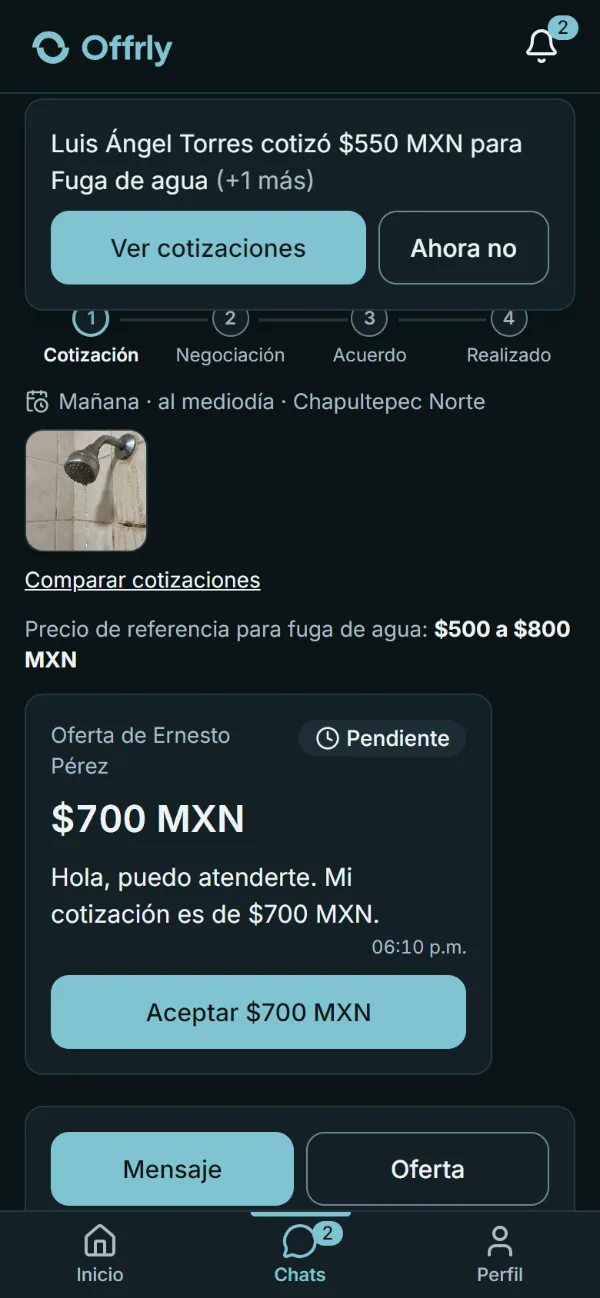 Offrly
2
Luis Ángel Torres cotizó $550 MXN para
Fuga de agua (+1 más)
Ver cotizaciones
Ahora no
1
2
3
4
Cotización
Negociación
Acuerdo
Realizado
Mañana · al mediodía · Chapultepec Norte
Comparar cotizaciones
Precio de referencia para fuga de agua: $500 a $800
MXN
Oferta de Ernesto
Pérez
Pendiente
$700 MXN
Hola, puedo atenderte. Mi
cotización es de $700 MXN.
06:10 p.m.
Aceptar $700 MXN
Mensaje
Oferta
2
Inicio
Chats
Perfil